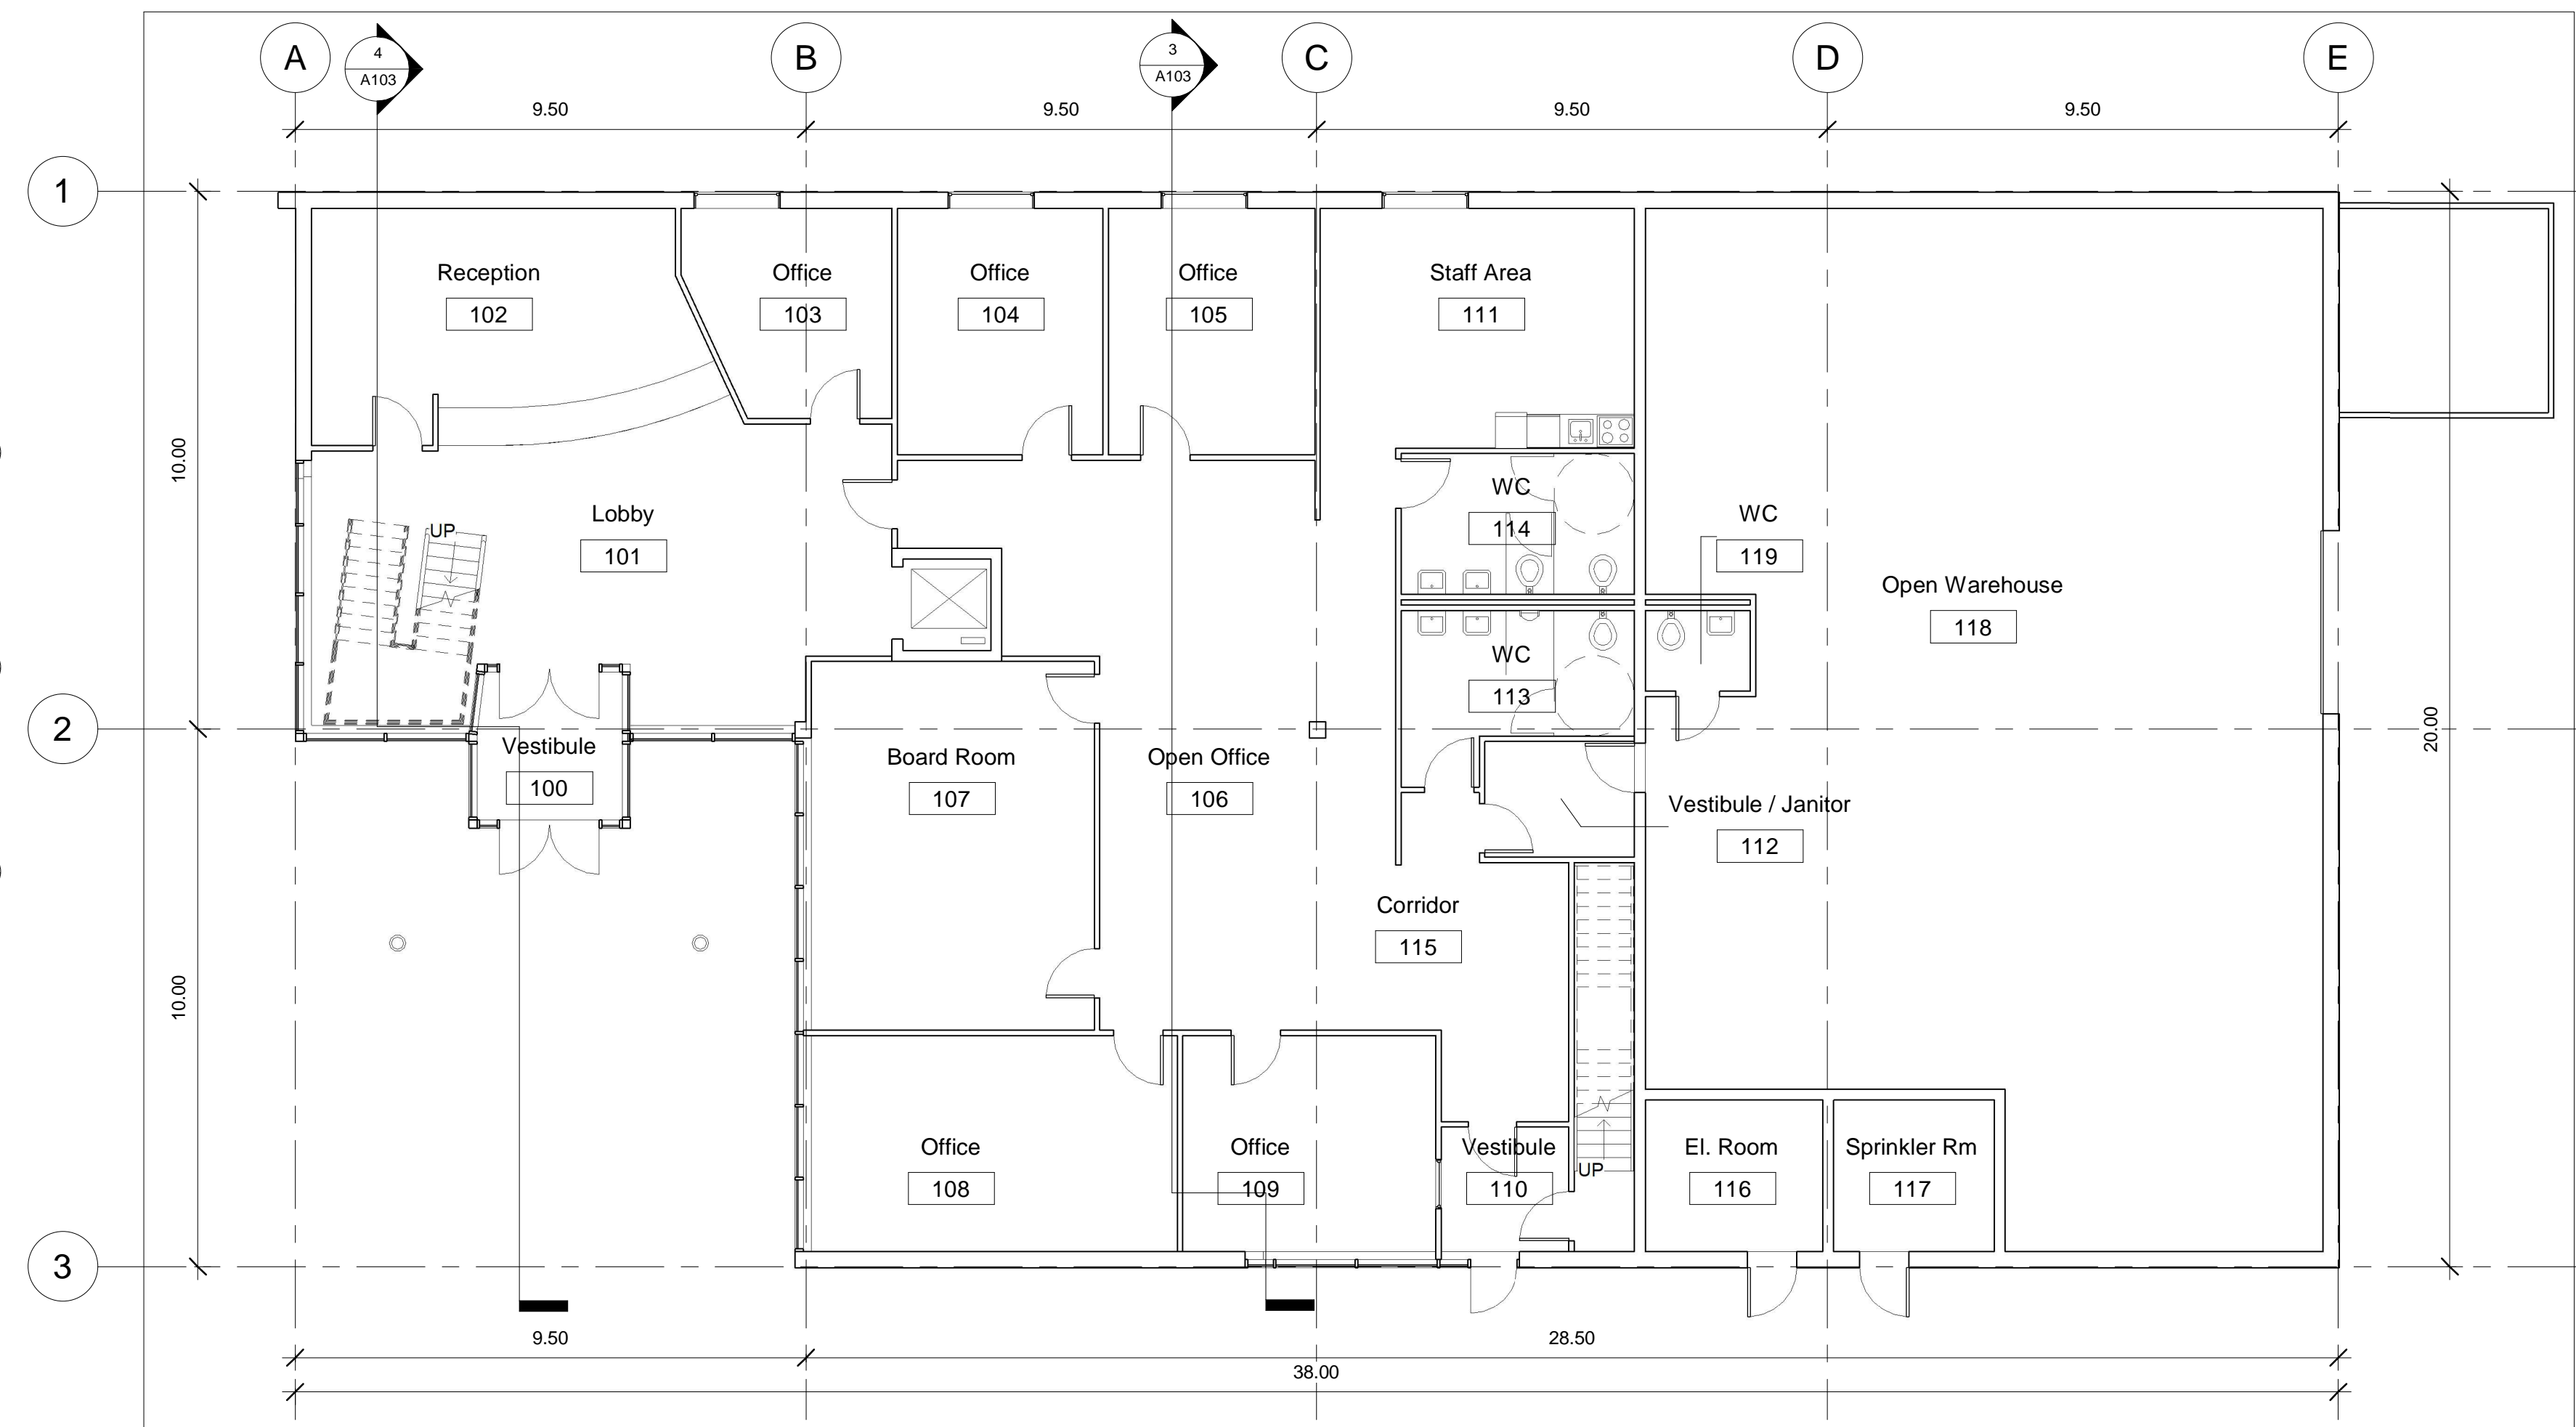 A
4
A103
B
3
A103
C
D
E
9.50
9.50
9.50
9.50
1
Reception
102
Office
103
Office
104
Office
105
Staff Area
111
10.00
UP
Lobby
101
WC
114
WC
119
Open Warehouse
118
WC
113
2
Vestibule
100
Board Room
107
Open Office
106
Vestibule / Janitor
112
20.00
Corridor
115
10.00
Office
108
Office
109
Vestibule
110
UP
El. Room
116
Sprinkler Rm
117
3
9.50
28.50
38.00